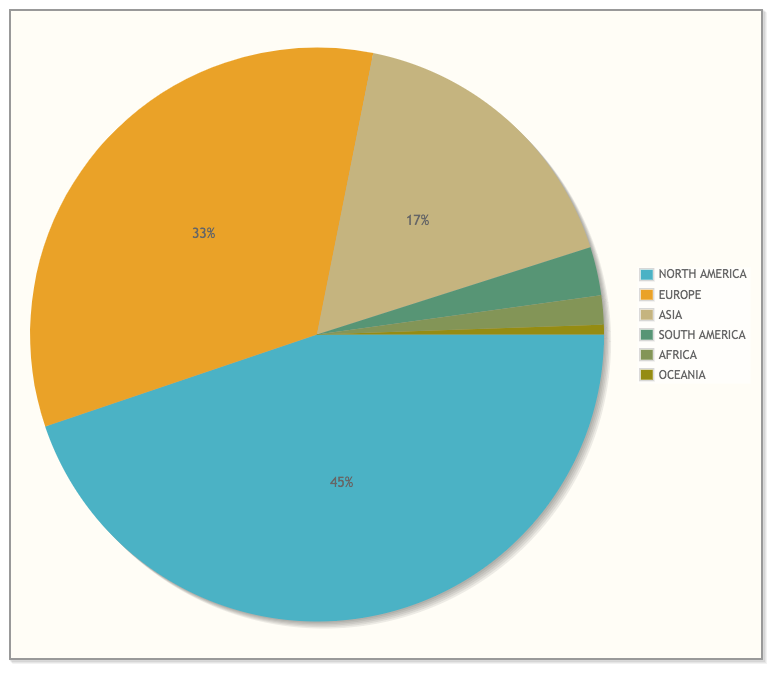 33%
17%
45%
NORTH AMERICA
EUROPE
ASIA
SOUTH AMERICA
AFRICA
OCEANIA